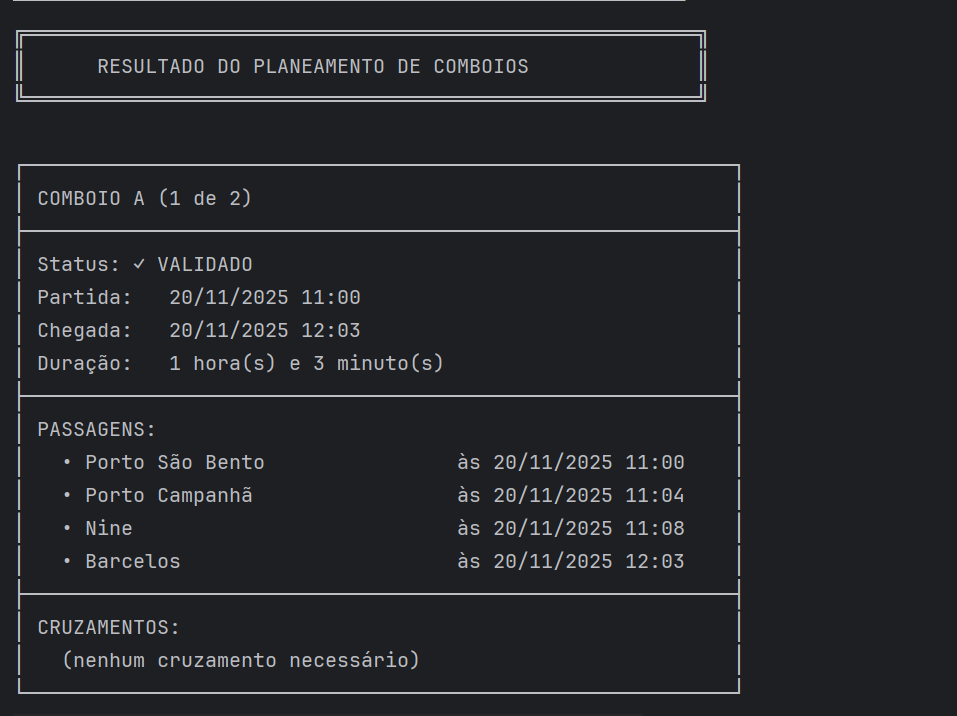 RESULTADO DO PLANEAMENTO DE COMBOIOS
COMBOIO A (1 de 2)
Status: ✓ VALIDADO
Partida: 20/11/2025 11:00
Chegada: 20/11/2025 12:03
Duração: 1 hora(s) e 3 minuto(s)
PASSAGENS:
• Porto São Bento às 20/11/2025 11:00
• Porto Campanhã às 20/11/2025 11:04
• Nine às 20/11/2025 11:08
• Barcelos às 20/11/2025 12:03
CRUZAMENTOS:
(nenhum cruzamento necessário)